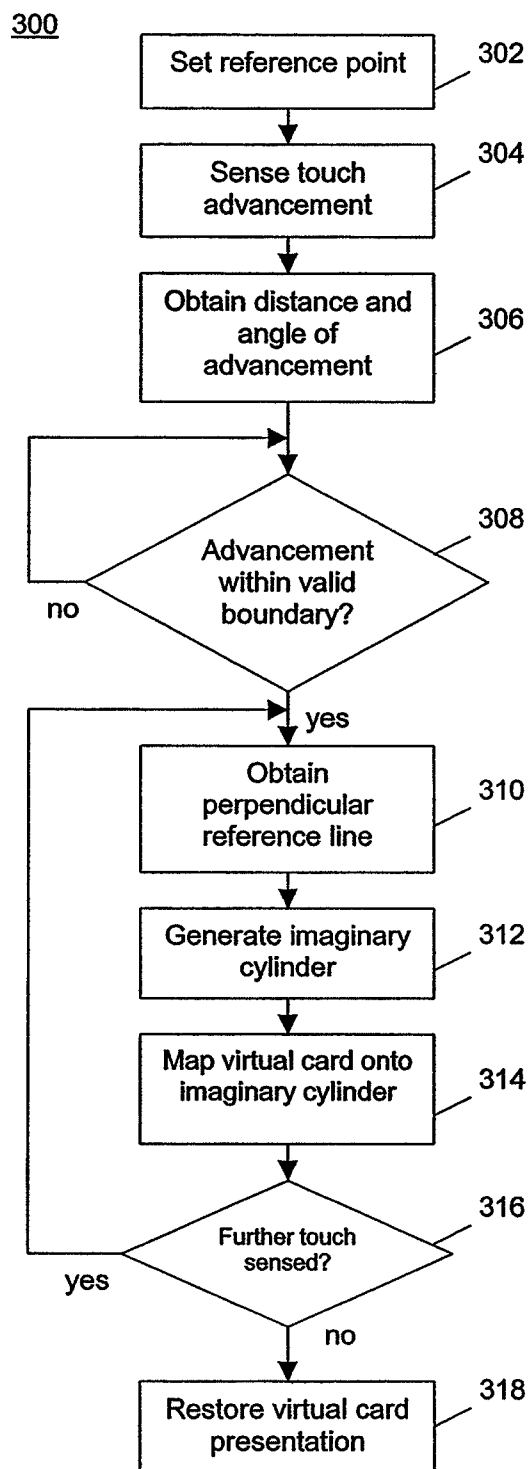 300
Set reference point
302
Sense touch
advancement
304
Obtain distance and
angle of
advancement
306
Advancement
within valid
boundary?
308
no
yes
Obtain
perpendicular
reference line
310
Generate imaginary
cylinder
312
Map virtual card onto
imaginary cylinder
314
Further touch
sensed?
316
yes
no
Restore virtual card
presentation
318